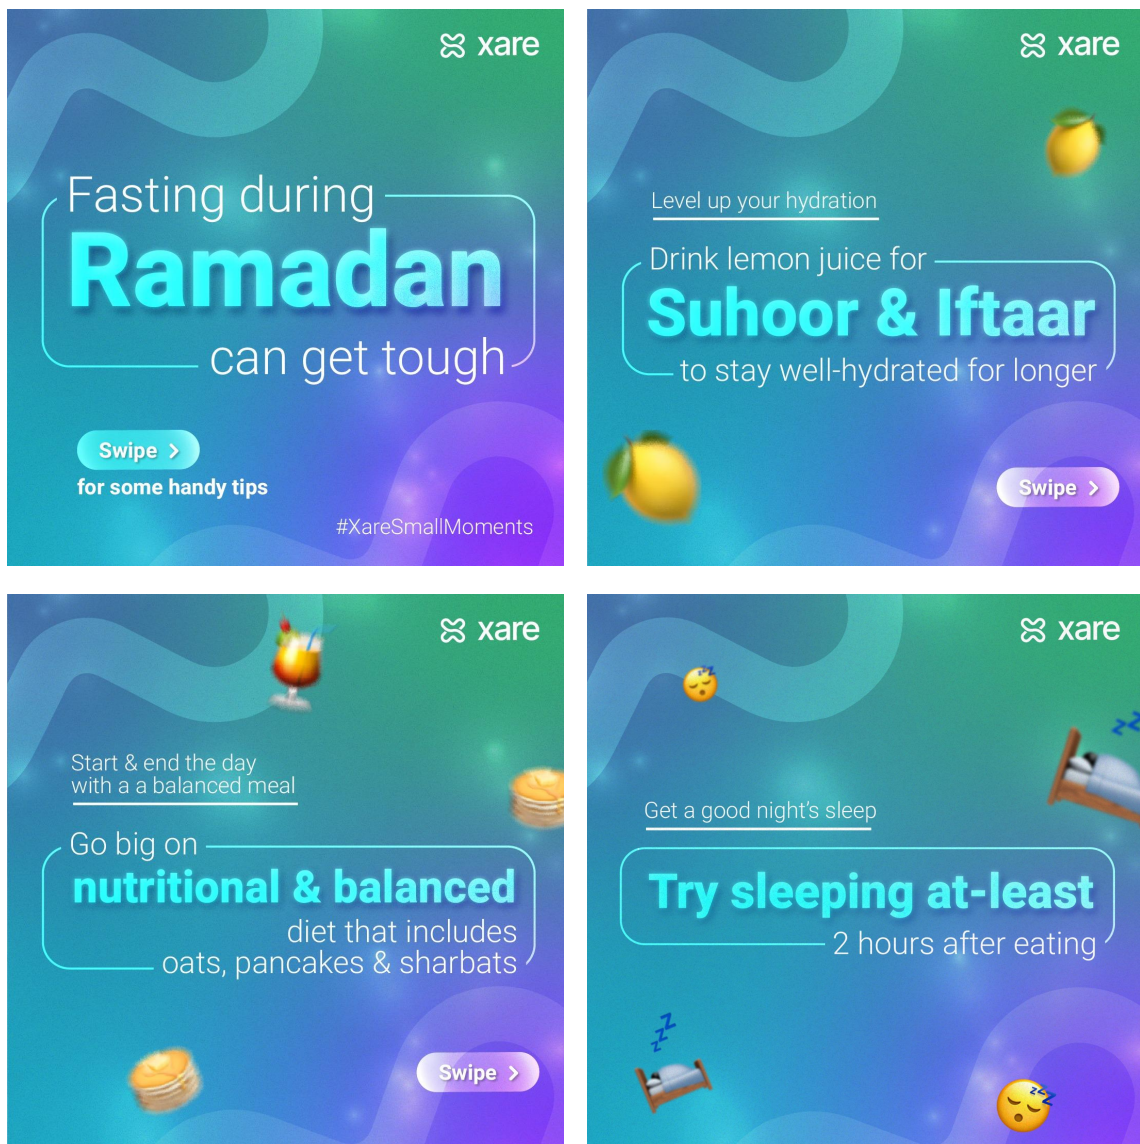 xare
Fasting during
Ramadan
can get tough
Swipe
for some handy tips
#XareSmallMoments
xare
Level up your hydration
Drink lemon juice for
Suhoor & Iftaar
to stay well-hydrated for longer
Swipe
xare
Start & end the day
with a a balanced meal
Go big on
nutritional & balanced
diet that includes
oats, pancakes & sharbats
Swipe
xare
Get a good night's sleep
Try sleeping at-least
2 hours after eating